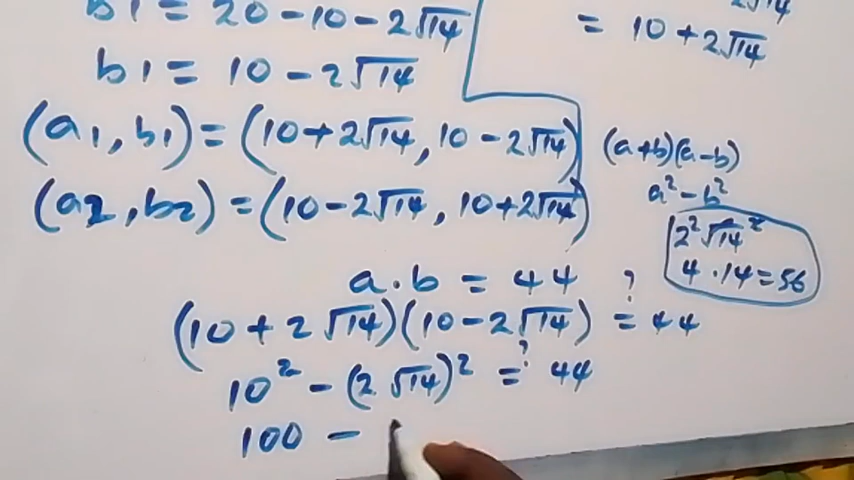 b1 = 20 - 10 - 2√14
b1 = 10 - 2√14
2√14
= 10 + 2√14
(a1, b1) = (10+2√14, 10-2√14)
(a2, b2) = (10-2√14, 10+2√14)
(a+b)(a-b)
a² - b²
2² √14²
4 · 14 = 56
a · b = 44
(10 + 2√14)(10 - 2√14) ?= 44
10² - (2√14)² ?= 44
100 -